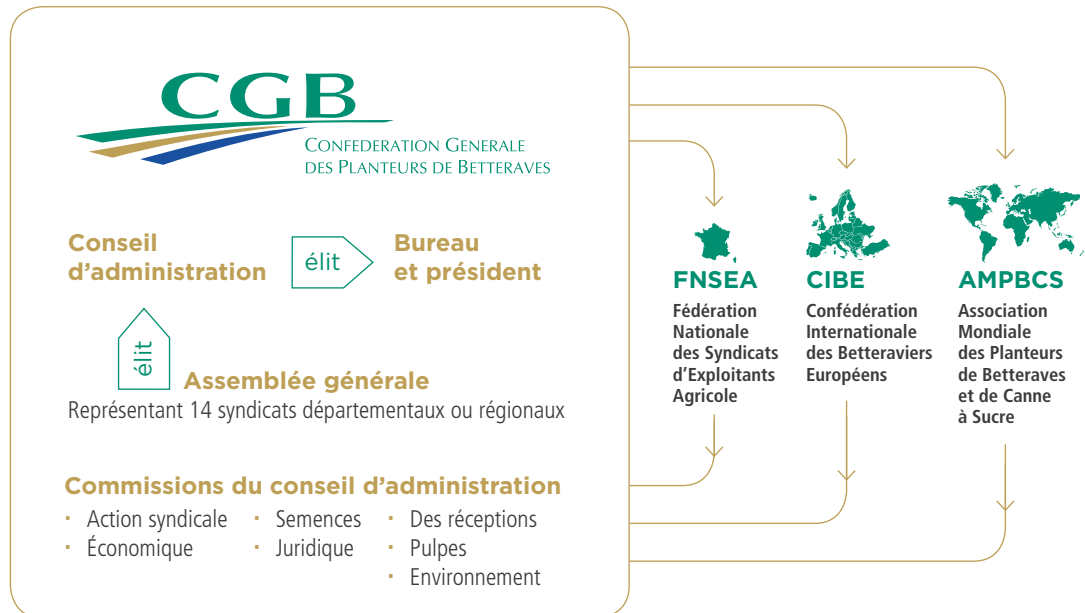 CGB
CONFEDERATION GENERALE
DES PLANTEURS DE BETTERAVES
Conseil
d'administration
élit
Bureau
et président
élit
Assemblée générale
Représentant 14 syndicats départementaux ou régionaux
Commissions du conseil d'administration
· Action syndicale
· Économique
· Semences
· Juridique
· Des réceptions
· Pulpes
· Environnement
FNSEA
Fédération
Nationale
des Syndicats
d'Exploitants
Agricole
CIBE
Confédération
Internationale
des Betteraviers
Européens
AMPBCS
Association
Mondiale
des Planteurs
de Betteraves
et de Canne
à Sucre